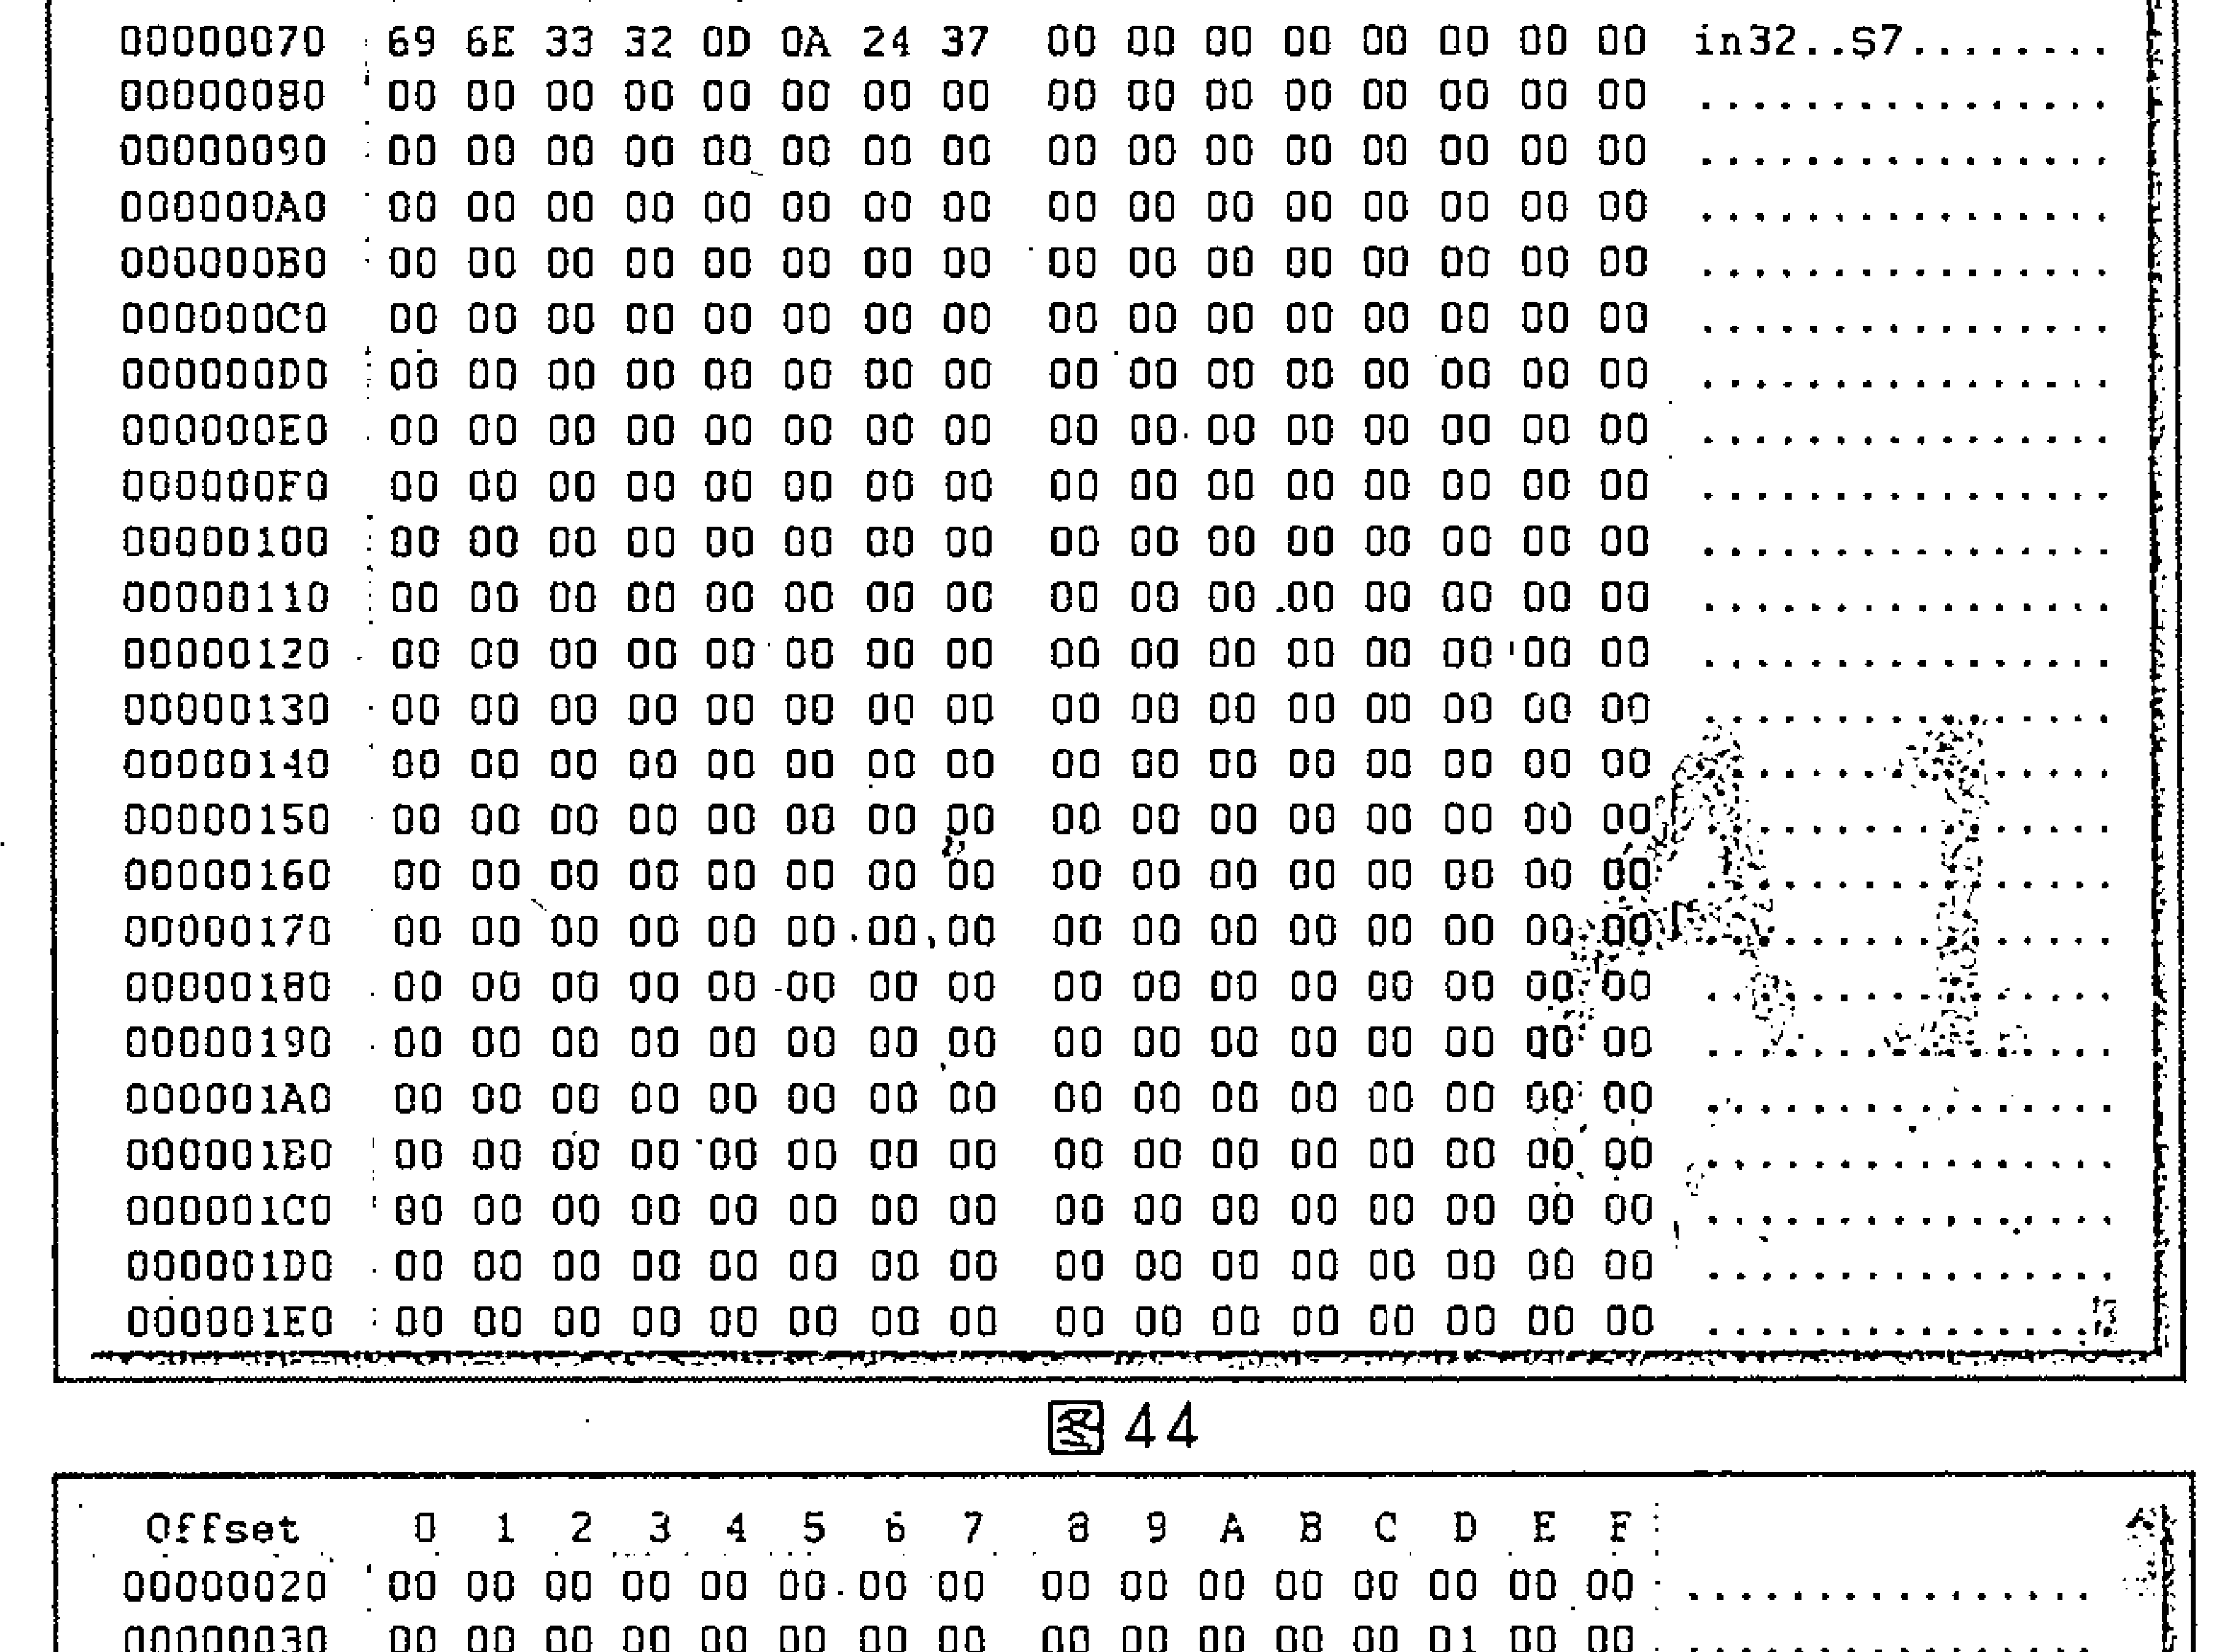 00000070 69 6E 33 32 0D 0A 24 37 00 00 00 00 00 00 00 00 in32..$7........
00000080 00 00 00 00 00 00 00 00 00 00 00 00 00 00 00 00 ................
00000090 00 00 00 00 00 00 00 00 00 00 00 00 00 00 00 00 ................
000000A0 00 00 00 00 00 00 00 00 00 00 00 00 00 00 00 00 ................
000000B0 00 00 00 00 00 00 00 00 00 00 00 00 00 00 00 00 ................
000000C0 00 00 00 00 00 00 00 00 00 00 00 00 00 00 00 00 ................
000000D0 00 00 00 00 00 00 00 00 00 00 00 00 00 00 00 00 ................
000000E0 00 00 00 00 00 00 00 00 00 00 00 00 00 00 00 00 ................
000000F0 00 00 00 00 00 00 00 00 00 00 00 00 00 00 00 00 ................
00000100 00 00 00 00 00 00 00 00 00 00 00 00 00 00 00 00 ................
00000110 00 00 00 00 00 00 00 00 00 00 00 00 00 00 00 00 ................
00000120 00 00 00 00 00 00 00 00 00 00 00 00 00 00 00 00 ................
00000130 00 00 00 00 00 00 00 00 00 00 00 00 00 00 00 00 ................
00000140 00 00 00 00 00 00 00 00 00 00 00 00 00 00 00 00 ................
00000150 00 00 00 00 00 00 00 00 00 00 00 00 00 00 00 00 ................
00000160 00 00 00 00 00 00 00 00 00 00 00 00 00 00 00 00 ................
00000170 00 00 00 00 00 00 00 00 00 00 00 00 00 00 00 00 ................
00000180 00 00 00 00 00 00 00 00 00 00 00 00 00 00 00 00 ................
00000190 00 00 00 00 00 00 00 00 00 00 00 00 00 00 00 00 ................
000001A0 00 00 00 00 00 00 00 00 00 00 00 00 00 00 00 00 ................
000001B0 00 00 00 00 00 00 00 00 00 00 00 00 00 00 00 00 ................
000001C0 00 00 00 00 00 00 00 00 00 00 00 00 00 00 00 00 ................
000001D0 00 00 00 00 00 00 00 00 00 00 00 00 00 00 00 00 ................
000001E0 00 00 00 00 00 00 00 00 00 00 00 00 00 00 00 00 ................
图 44
Offset 0 1 2 3 4 5 6 7 8 9 A B C D E F
00000020 00 00 00 00 00 00 00 00 00 00 00 00 00 00 00 00 ................
00000030 00 00 00 00 00 00 00 00 00 00 00 00 00 01 00 00 ................